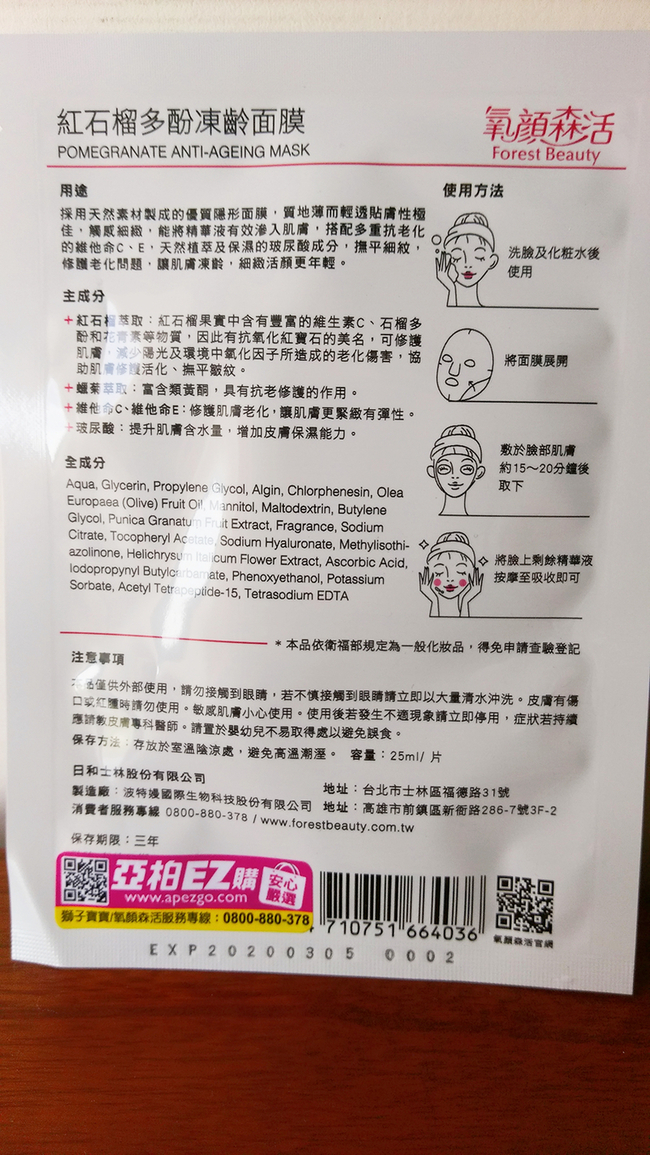 紅石榴多酚凍齡面膜
POMEGRANATE ANTI-AGEING MASK
氧顔森活
Forest Beauty
用途
採用天然素材製成的優質隱形面膜，質地薄而輕透貼膚性極
佳，觸感細緻，能將精華液有效滲入肌膚，搭配多重抗老化
的維他命C、E，天然植萃及保濕的玻尿酸成分，撫平細紋，
修護老化問題，讓肌膚凍齡，細緻活顏更年輕。
主成分
+紅石榴萃取：紅石榴果實中含有豐富的維生素C、石榴多
酚和花青素等物質，因此有抗氧化紅寶石的美名，可修護
肌膚，減少陽光及環境中氧化因子所造成的老化傷害，協
助肌膚修護活化、撫平皺紋。
+蠟菊萃取：富含類黃酮，具有抗老修護的作用。
+維他命C、維他命E：修護肌膚老化，讓肌膚更緊緻有彈性。
+玻尿酸：提升肌膚含水量，增加皮膚保濕能力。
全成分
Aqua, Glycerin, Propylene Glycol, Algin, Chlorphenesin, Olea
Europaea (Olive) Fruit Oil, Mannitol, Maltodextrin, Butylene
Glycol, Punica Granatum Fruit Extract, Fragrance, Sodium
Citrate, Tocopheryl Acetate, Sodium Hyaluronate, Methylisothi-
azolinone, Helichrysum Italicum Flower Extract, Ascorbic Acid,
Iodopropynyl Butylcarbamate, Phenoxyethanol, Potassium
Sorbate, Acetyl Tetrapeptide-15, Tetrasodium EDTA
使用方法
洗臉及化粧水後
使用
將面膜展開
敷於臉部肌膚
約15～20分鐘後
取下
將臉上剩餘精華液
按摩至吸收即可
*本品依衛福部規定為一般化妝品，得免申請查驗登記
注意事項
本品僅供外部使用，請勿接觸到眼睛，若不慎接觸到眼睛請立即以大量清水沖洗。皮膚有傷
口或紅腫時請勿使用。敏感肌膚小心使用。使用後若發生不適現象請立即停用，症狀若持續
應請教皮膚專科醫師。請置於嬰幼兒不易取得處以避免誤食。
保存方法：存放於室溫陰涼處，避免高溫潮溼。 容量：25ml/ 片
日和士林股份有限公司 地址：台北市士林區福德路31號
製造廠：波特嫚國際生物科技股份有限公司 地址：高雄市前鎮區新衙路286-7號3F-2
消費者服務專線 0800-880-378 / www.forestbeauty.com.tw
保存期限：三年
亞柏EZ購
安心
嚴選
www.apezgo.com
獅子寶寶/氧顏森活服務專線：0800-880-378
710751 664036
氧顏森活官網
EXP20200305 0002